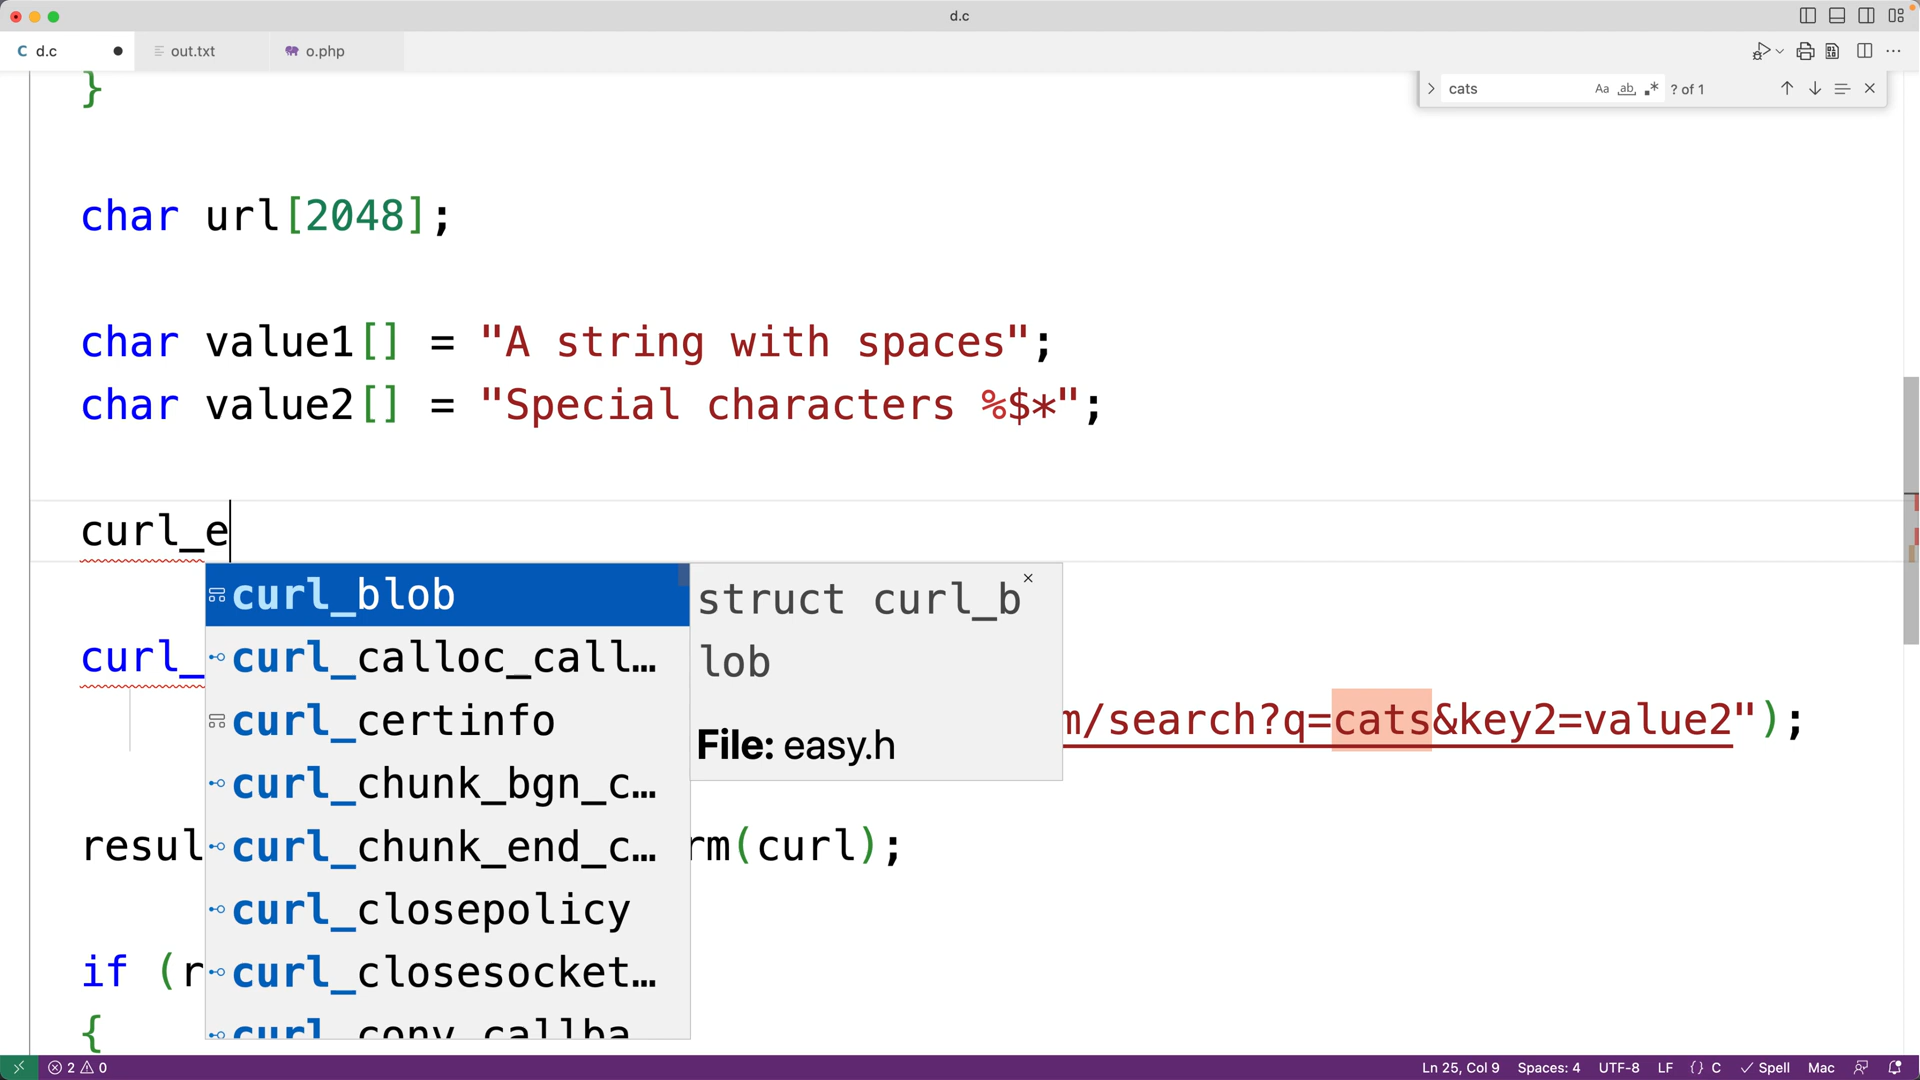 d.c
C d.c
out.txt
o.php
}
cats Aa ab, .* ? of 1
char url[2048];
char value1[] = "A string with spaces";
char value2[] = "Special characters %$*";
curl_e
curl_blob
struct curl_b
lob
curl_
curl_calloc_call…
m/search?q=cats&key2=value2");
curl_certinfo
File: easy.h
curl_chunk_bgn_c…
resul
curl_chunk_end_c…
rm(curl);
curl_closepolicy
if (r
curl_closesocket…
{
curl_conv_callba
2 0
Ln 25, Col 9 Spaces: 4 UTF-8 LF {} C Spell Mac